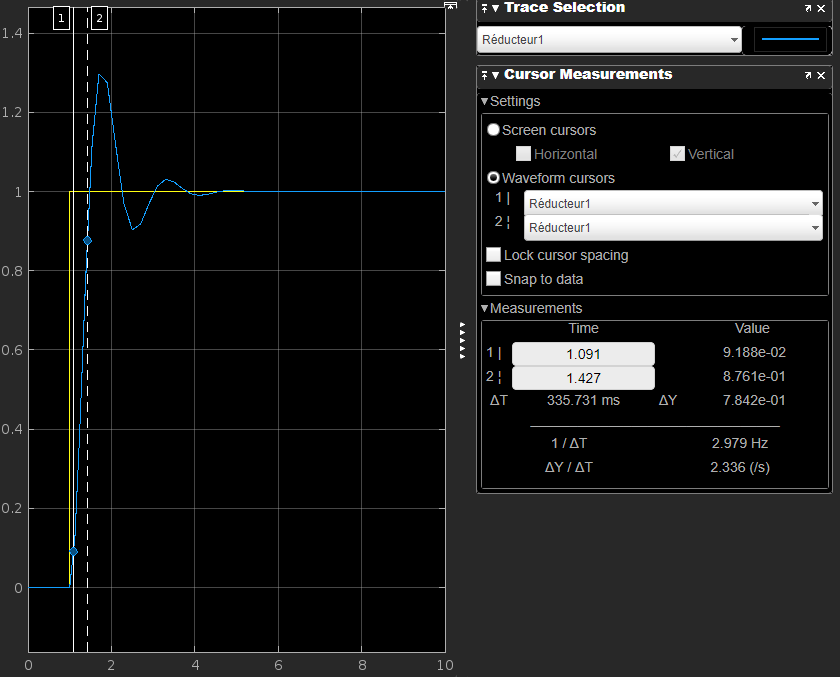 1 2
1.4
1.2
1
0.8
0.6
0.4
0.2
0
0 2 4 6 8 10
Trace Selection
Réducteur1
Cursor Measurements
Settings
Screen cursors
Horizontal Vertical
Waveform cursors
1 | Réducteur1
2 ¦ Réducteur1
Lock cursor spacing
Snap to data
Measurements
Time Value
1 | 1.091 9.188e-02
2 ¦ 1.427 8.761e-01
ΔT 335.731 ms ΔY 7.842e-01
1 / ΔT 2.979 Hz
ΔY / ΔT 2.336 (/s)